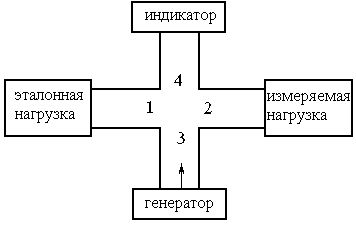 индикатор
4
эталонная
нагрузка
1
2
измеряемая
нагрузка
3
генератор